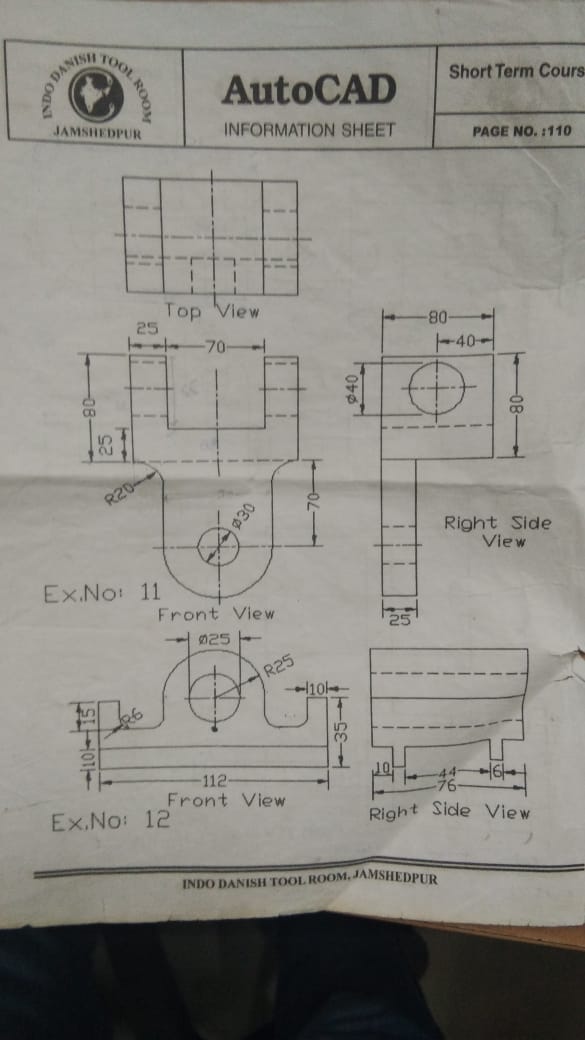 INDO DANISH TOOL ROOM
JAMSHEDPUR
AutoCAD
INFORMATION SHEET
Short Term Cours
PAGE NO. :110
Top View
25
70
80
25
R20
Ø30
70
Ex.No: 11
Front View
80
40
Ø40
80
Right Side
View
25
Ø25
R25
10
15
R6
10
35
112
Front View
Ex.No: 12
10
44
6
76
Right Side View
INDO DANISH TOOL ROOM, JAMSHEDPUR